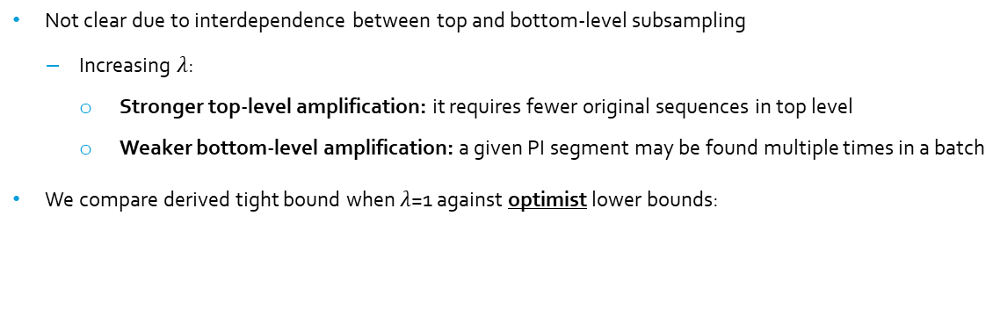 • Not clear due to interdependence between top and bottom-level subsampling
– Increasing λ:
o Stronger top-level amplification: it requires fewer original sequences in top level
o Weaker bottom-level amplification: a given PI segment may be found multiple times in a batch
• We compare derived tight bound when λ=1 against optimist lower bounds: